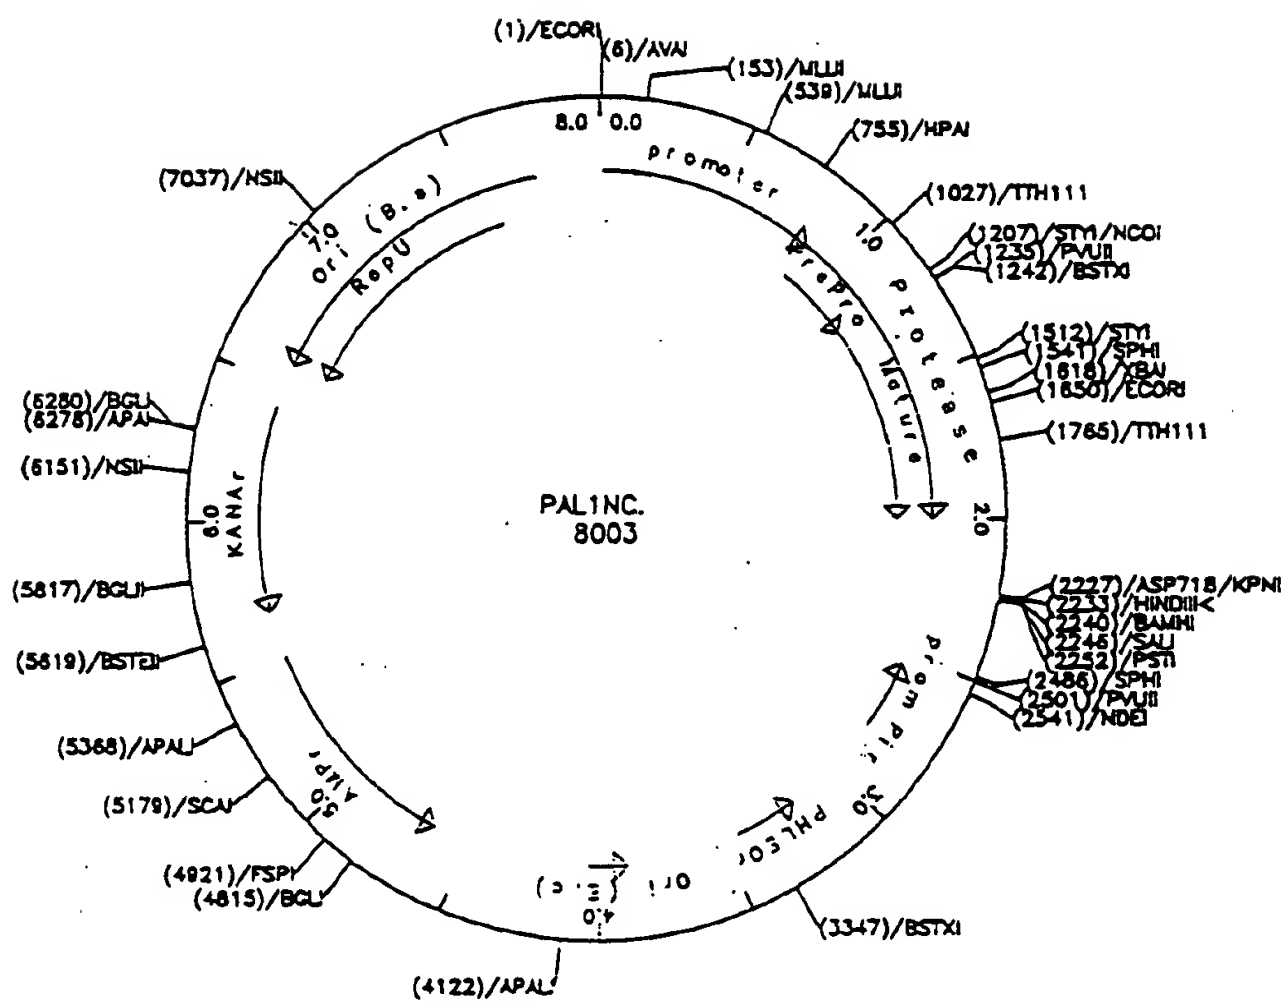 (1)/ECORI
(6)/AVAI
(153)/MLUI
(539)/MLUI
(755)/HPAI
(1027)/TTH111
(1207)/STYI/NCOI
(1235)/PVUII
(1242)/BSTXI
(1512)/STYI
(1541)/SPHI
(1618)/XBAI
(1650)/ECORI
(1765)/TTH111
(2227)/ASP718/KPNI
(2233)/HINDIII<
(2240)/BAMHI
(2246)/SALI
(2252)/PSTI
(2486)/SPHI
(2501)/PVUII
(2541)/NDEI
(3347)/BSTXI
(4122)/APALI
(4815)/BGLI
(4921)/FSPI
(5179)/SCAI
(5368)/APALI
(5619)/BSTEII
(5817)/BGLII
(6151)/NSII
(6278)/APAI
(6280)/BGLI
(7037)/NSII
8.0
0.0
1.0
2.0
3.0
4.0
5.0
6.0
7.0
promoter
PrePro
Mature
Protease
prom Pir
PHLEOr
Ori (E.c)
AMPr
KANAr
RepU
Ori (B.s)
PAL1NC.
8003